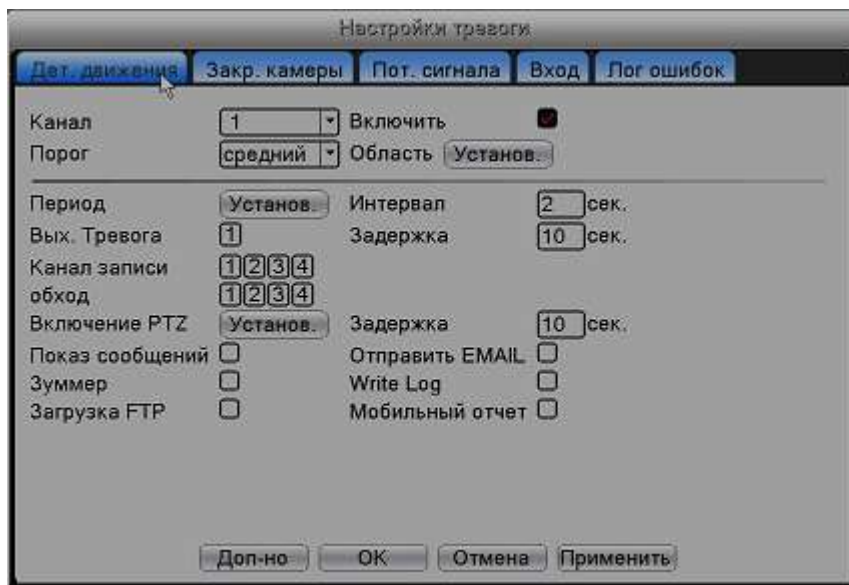 Настройки тревоги
Дет. движения Закр. камеры Пот. сигнала Вход Лог ошибок
Канал 1 Включить
Порог средний Область Установ.
Период Установ. Интервал 2 сек.
Вых. Тревога 1 Задержка 10 сек.
Канал записи 1 2 3 4
обход 1 2 3 4
Включение PTZ Установ. Задержка 10 сек.
Показ сообщений Отправить EMAIL
Зуммер Write Log
Загрузка FTP Мобильный отчет
Доп-но OK Отмена Применить